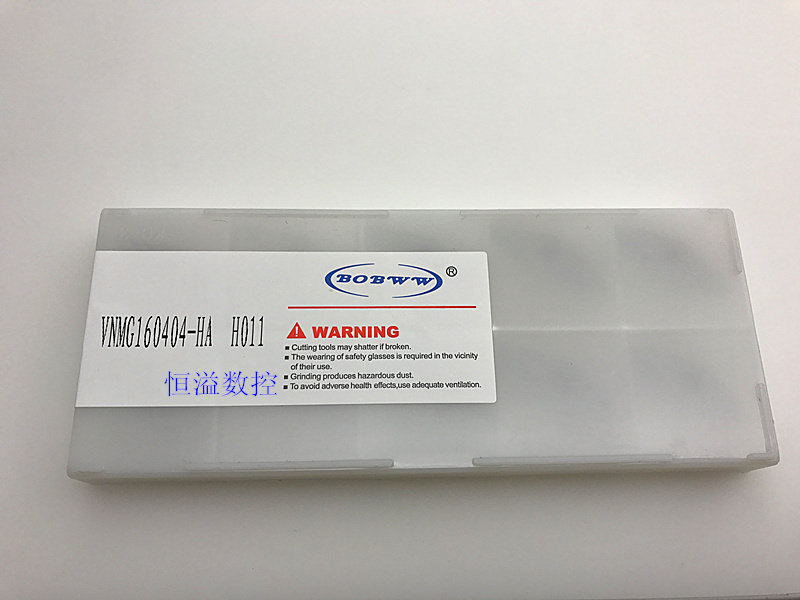 BOBWW®
VNMG160404-HA H011
WARNING
■ Cutting tools may shatter if broken.
■ The wearing of safety glasses is required in the vicinity
of their use.
■ Grinding produces hazardous dust.
■ To avoid adverse health effects,use adequate ventilation.
恒溢数控